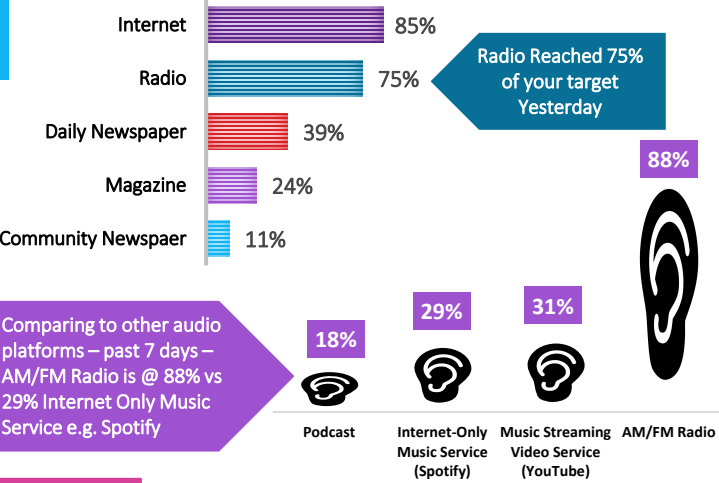 Internet
85%
Radio
75%
Radio Reached 75%
of your target
Yesterday
Daily Newspaper
39%
Magazine
24%
Community Newspaer
11%
Comparing to other audio
platforms – past 7 days –
AM/FM Radio is @ 88% vs
29% Internet Only Music
Service e.g. Spotify
18%
29%
31%
88%
Podcast
Internet-Only
Music Service
(Spotify)
Music Streaming
Video Service
(YouTube)
AM/FM Radio